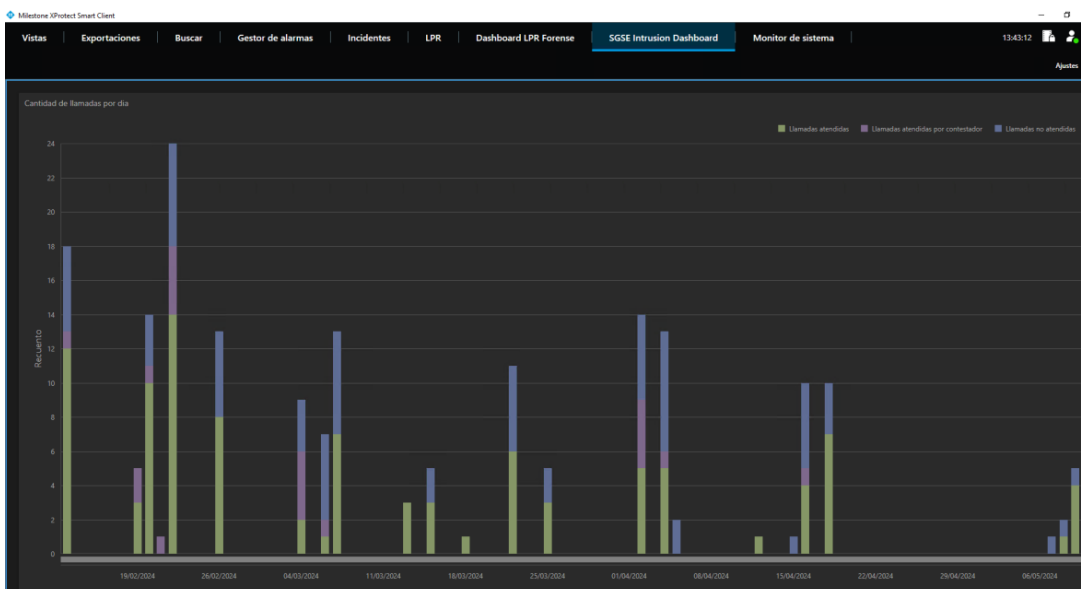 Milestone XProtect Smart Client
Vistas Exportaciones Buscar Gestor de alarmas Incidentes LPR Dashboard LPR Forense SGSE Intrusion Dashboard Monitor de sistema 13:43:12
Ajustes
Cantidad de llamadas por dia
Llamadas atendidas Llamadas atendidas por contestador Llamadas no atendidas
24
22
20
18
16
14
12
10
8
6
4
2
0
Recuento
19/02/2024 26/02/2024 04/03/2024 11/03/2024 18/03/2024 25/03/2024 01/04/2024 08/04/2024 15/04/2024 22/04/2024 29/04/2024 06/05/2024